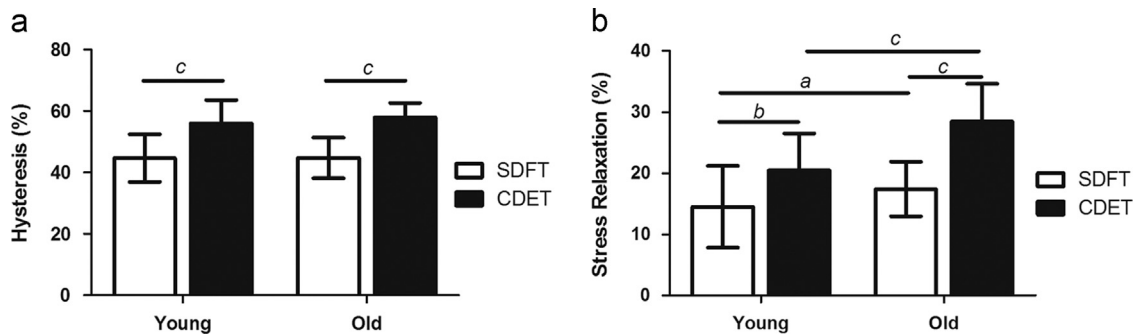 a
Hysteresis (%)
80
60
40
20
0
c
c
Young
Old
SDFT
CDET
b
Stress Relaxation (%)
40
30
20
10
0
c
a
c
b
Young
Old
SDFT
CDET